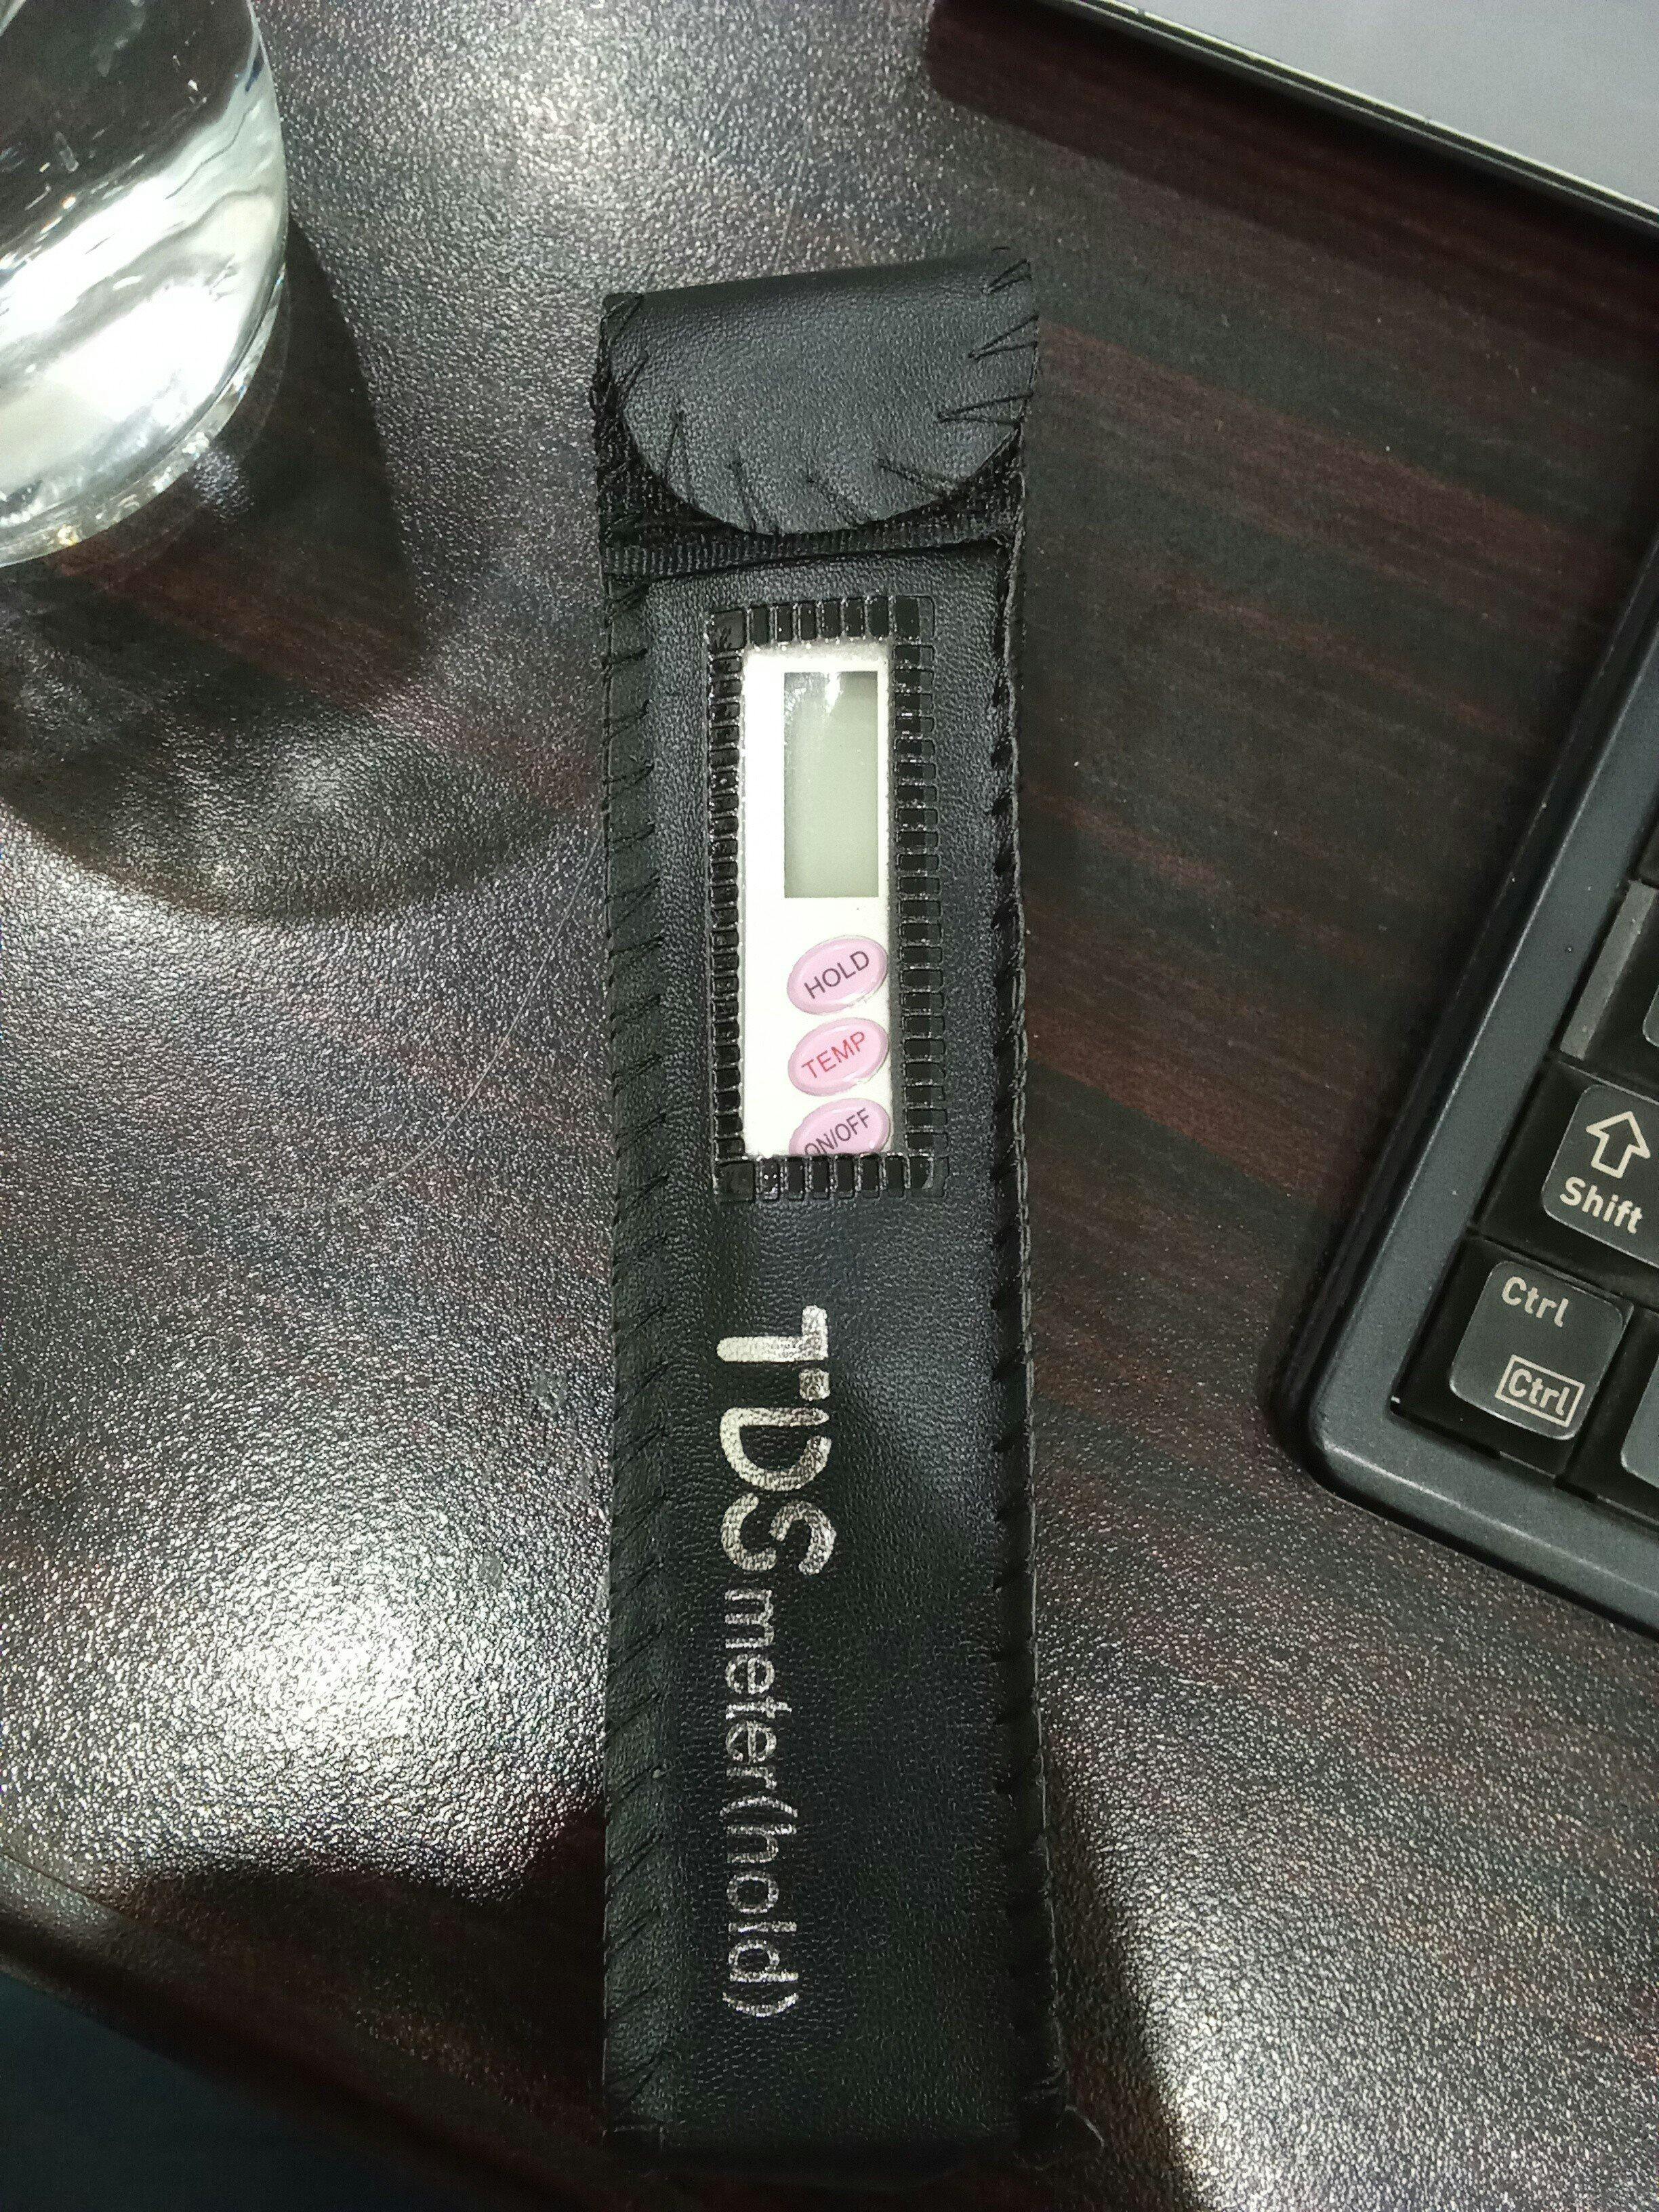 HOLD
TEMP
ON/OFF
TDS meter(hold)
Shift
Ctrl
Ctrl